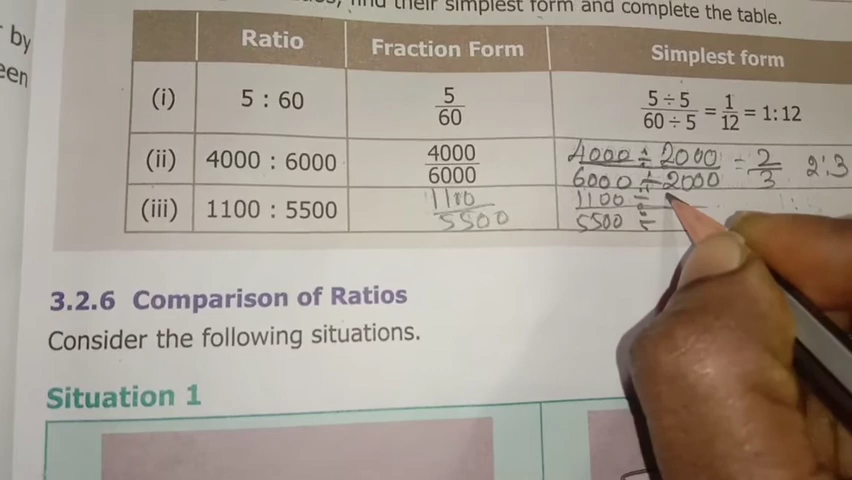 find their simplest form and complete the table.
by
een
Ratio Fraction Form Simplest form
(i) 5 : 60 5/60 5 ÷ 5 / 60 ÷ 5 = 1/12 = 1: 12
(ii) 4000 : 6000 4000/6000 4000 ÷ 2000 / 6000 ÷ 2000 = 2/3 2:3
(iii) 1100 : 5500 1100/5500 1100 ÷ / 5500 ÷
3.2.6 Comparison of Ratios
Consider the following situations.
Situation 1